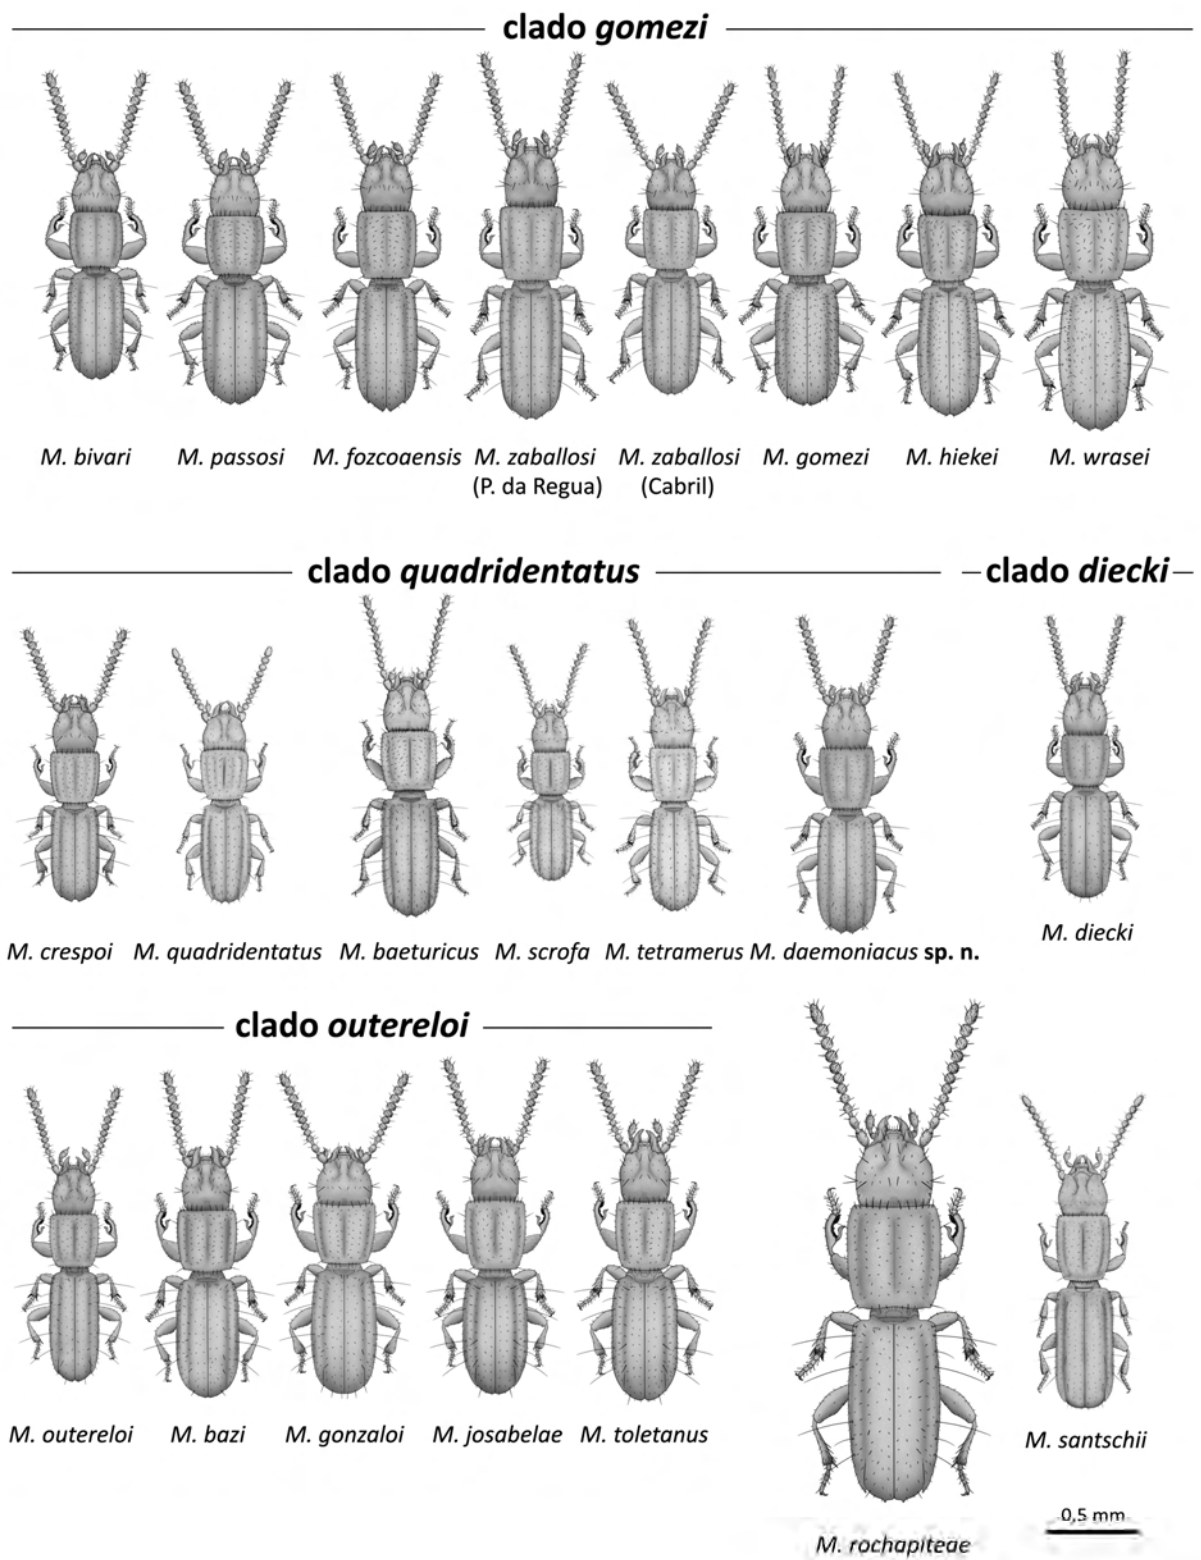 clado gomezi
M. bivari
M. passosi
M. fozcoaensis
M. zaballosi
(P. da Regua)
M. zaballosi
(Cabril)
M. gomezi
M. hiekei
M. wrasei
clado quadridentatus
clado diecki
M. crespoi
M. quadridentatus
M. baeturicus
M. scrofa
M. tetramerus
M. daemoniacus sp. n.
M. diecki
clado outereloi
M. outereloi
M. bazi
M. gonzaloi
M. josabelae
M. toletanus
M. rochapiteae
M. santschii
0,5 mm